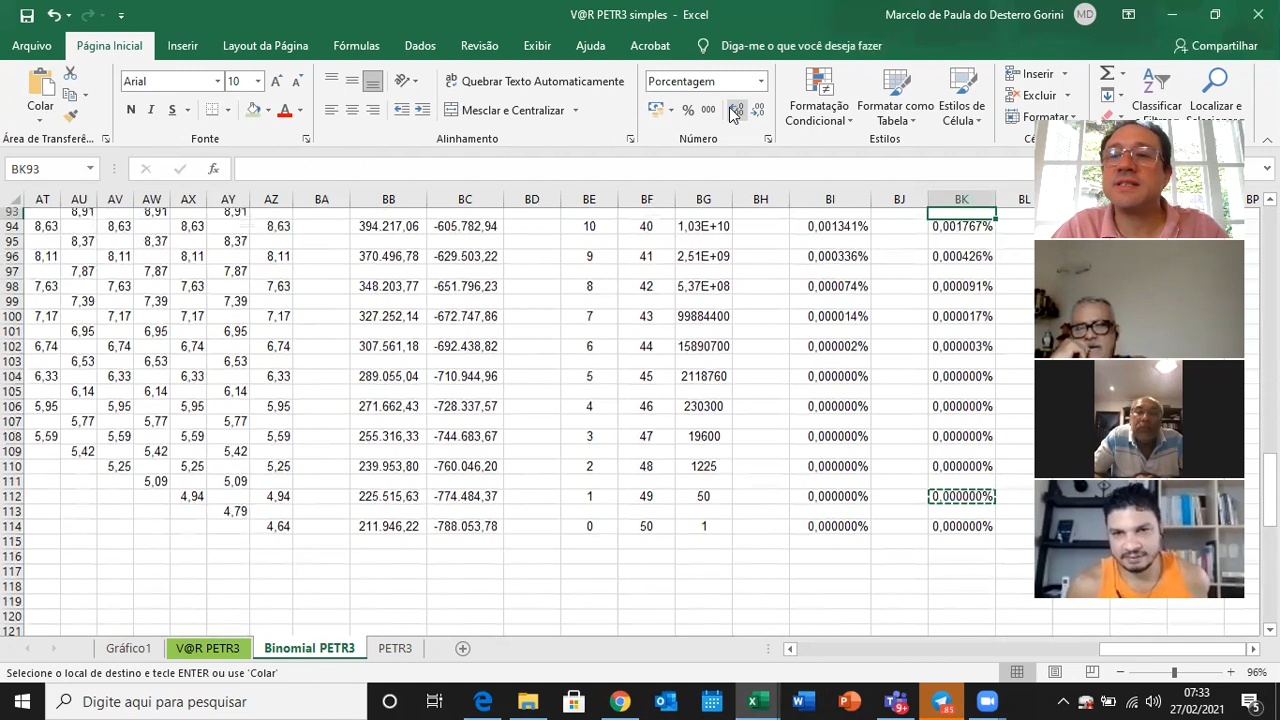 V@R PETR3 simples - Excel
Marcelo de Paula do Desterro Gorini MD
Arquivo Página Inicial Inserir Layout da Página Fórmulas Dados Revisão Exibir Ajuda Acrobat Diga-me o que você deseja fazer Compartilhar
Colar Arial 10 Quebrar Texto Automaticamente Porcentagem Inserir
N I S A Mesclar e Centralizar % 000 Formatação Condicional Formatar como Tabela Estilos de Célula Excluir Classificar Localizar e
Formatar
Área de Transferê... Fonte Alinhamento Número Estilos
BK93 fx
AT AU AV AW AX AY AZ BA BB BC BD BE BF BG BH BI BJ BK BL BP
93 8,91 8,91 8,91
94 8,63 8,63 8,63 8,63 394.217,06 -605.782,94 10 40 1,03E+10 0,001341% 0,001767%
95 8,37 8,37 8,37
96 8,11 8,11 8,11 8,11 370.496,78 -629.503,22 9 41 2,51E+09 0,000336% 0,000426%
97 7,87 7,87 7,87
98 7,63 7,63 7,63 7,63 348.203,77 -651.796,23 8 42 5,37E+08 0,000074% 0,000091%
99 7,39 7,39 7,39
100 7,17 7,17 7,17 7,17 327.252,14 -672.747,86 7 43 99884400 0,000014% 0,000017%
101 6,95 6,95 6,95
102 6,74 6,74 6,74 6,74 307.561,18 -692.438,82 6 44 15890700 0,000002% 0,000003%
103 6,53 6,53 6,53
104 6,33 6,33 6,33 6,33 289.055,04 -710.944,96 5 45 2118760 0,000000% 0,000000%
105 6,14 6,14 6,14
106 5,95 5,95 5,95 5,95 271.662,43 -728.337,57 4 46 230300 0,000000% 0,000000%
107 5,77 5,77 5,77
108 5,59 5,59 5,59 5,59 255.316,33 -744.683,67 3 47 19600 0,000000% 0,000000%
109 5,42 5,42 5,42
110 5,25 5,25 5,25 239.953,80 -760.046,20 2 48 1225 0,000000% 0,000000%
111 5,09 5,09
112 4,94 4,94 225.515,63 -774.484,37 1 49 50 0,000000% 0,000000%
113 4,79
114 4,64 211.946,22 -788.053,78 0 50 1 0,000000% 0,000000%
115
116
117
118
119
120
121
Gráfico1 V@R PETR3 Binomial PETR3 PETR3
Selecione o local de destino e tecle ENTER ou use 'Colar' 96%
Digite aqui para pesquisar 07:33
27/02/2021